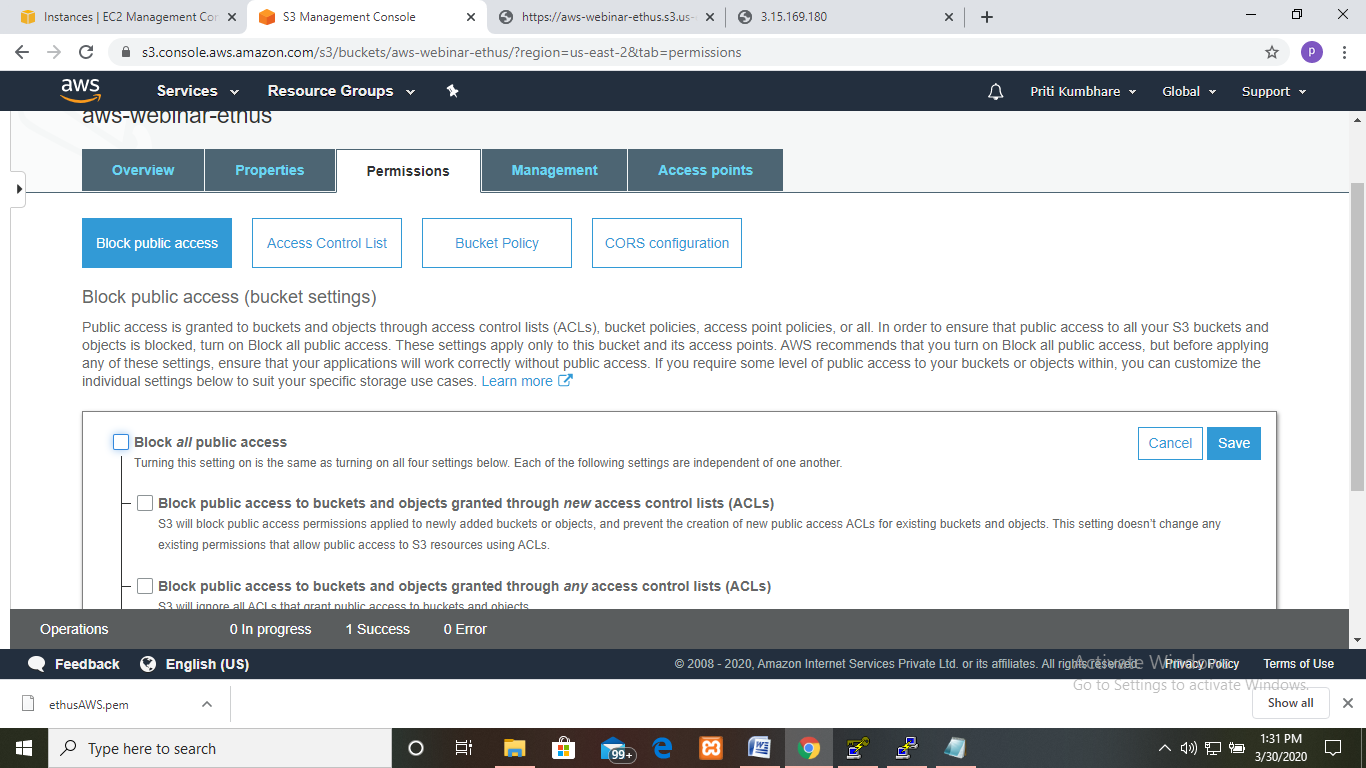 Instances | EC2 Management Con
S3 Management Console
https://aws-webinar-ethus.s3.us-
3.15.169.180
s3.console.aws.amazon.com/s3/buckets/aws-webinar-ethus/?region=us-east-2&tab=permissions
p
aws
Services
Resource Groups
Priti Kumbhare
Global
Support
aws-webinar-ethus
Overview
Properties
Permissions
Management
Access points
Block public access
Access Control List
Bucket Policy
CORS configuration
Block public access (bucket settings)
Public access is granted to buckets and objects through access control lists (ACLs), bucket policies, access point policies, or all. In order to ensure that public access to all your S3 buckets and
objects is blocked, turn on Block all public access. These settings apply only to this bucket and its access points. AWS recommends that you turn on Block all public access, but before applying
any of these settings, ensure that your applications will work correctly without public access. If you require some level of public access to your buckets or objects within, you can customize the
individual settings below to suit your specific storage use cases. Learn more
Block all public access
Cancel
Save
Turning this setting on is the same as turning on all four settings below. Each of the following settings are independent of one another.
Block public access to buckets and objects granted through new access control lists (ACLs)
S3 will block public access permissions applied to newly added buckets or objects, and prevent the creation of new public access ACLs for existing buckets and objects. This setting doesn't change any
existing permissions that allow public access to S3 resources using ACLs.
Block public access to buckets and objects granted through any access control lists (ACLs)
S3 will ignore all ACLs that grant public access to buckets and objects.
Operations
0 In progress
1 Success
0 Error
Feedback
English (US)
© 2008 - 2020, Amazon Internet Services Private Ltd. or its affiliates. All rights reserved.
Privacy Policy
Terms of Use
Activate Windows
Go to Settings to activate Windows.
ethusAWS.pem
Show all
Type here to search
99+
1:31 PM
3/30/2020